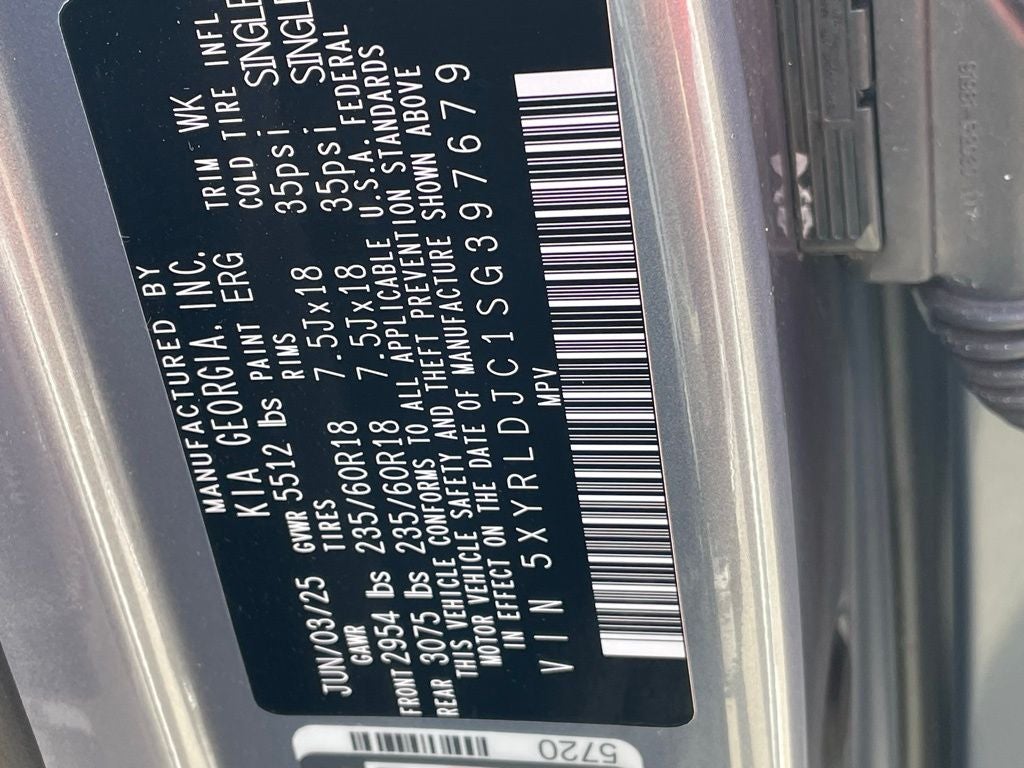 MANUFACTURED BY
KIA GEORGIA, INC.
JUN/03/25 GVWR 5512 lbs PAINT ERG TRIM WK
GAWR TIRES RIMS COLD TIRE INFL
FRONT 2954 lbs 235/60R18 7.5Jx18 35psi SINGLE
REAR 3075 lbs 235/60R18 7.5Jx18 35psi SINGLE
THIS VEHICLE CONFORMS TO ALL APPLICABLE U.S.A. FEDERAL
MOTOR VEHICLE SAFETY AND THEFT PREVENTION STANDARDS
IN EFFECT ON THE DATE OF MANUFACTURE SHOWN ABOVE
VIN 5XYRLDJC1SG397679
MPV
5720